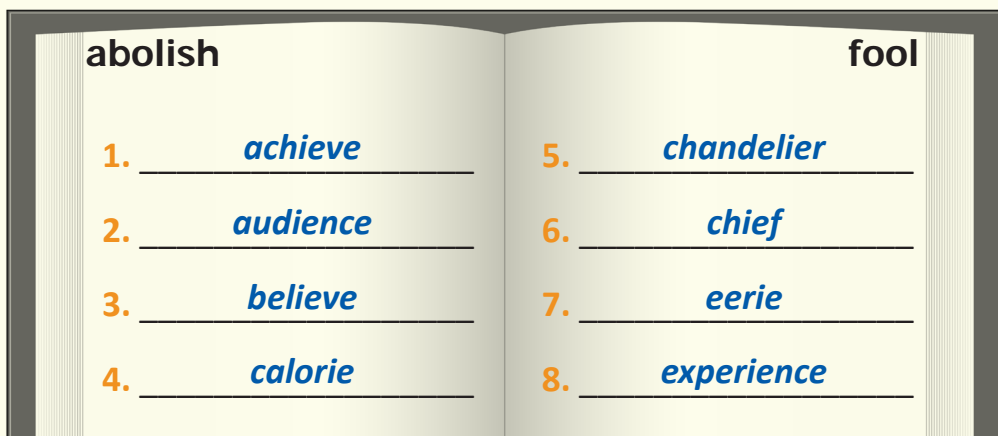 abolish
fool
1. achieve
2. audience
3. believe
4. calorie
5. chandelier
6. chief
7. eerie
8. experience